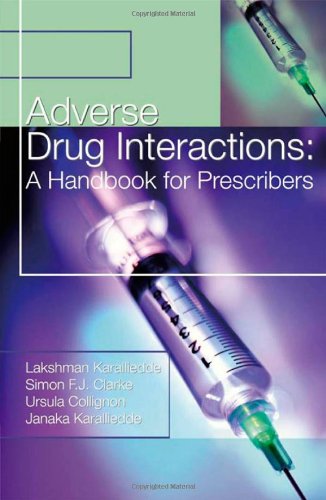 Adverse
Drug Interactions:
A Handbook for Prescribers
Lakshman Karalliedde
Simon F.J. Clarke
Ursula Collignon
Janaka Karalliedde